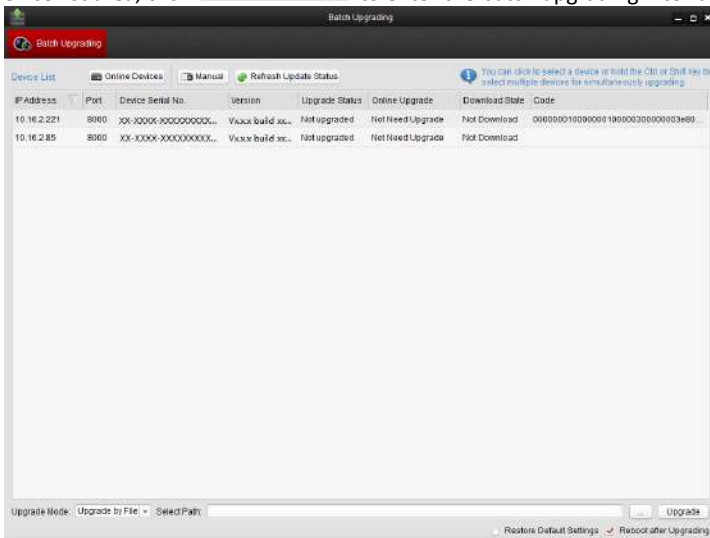 Batch Upgrading
Batch Upgrading
Device List Online Devices Manual Refresh Update Status You can click to select a device or hold the Ctrl or Shift key to
select multiple devices for simultaneously upgrading
IP Address Port Device Serial No. Version Upgrade Status Online Upgrade Download State Code
10.16.2.221 8000 XX-XXXX-XXXXXXXXX... Vx.x.x build xx... Not upgraded Not Need Upgrade Not Download
10.16.2.85 8000 XX-XXXX-XXXXXXXXX... Vx.x.x build xx... Not upgraded Not Need Upgrade Not Download
Upgrade Mode: Upgrade by File Select Path: ... Upgrade
Restore Default Settings Reboot after Upgrading